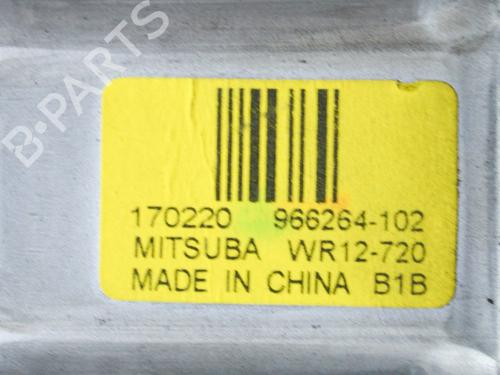 B-PARTS
170220 966264-102
MITSUBA WR12-720
MADE IN CHINA B1B